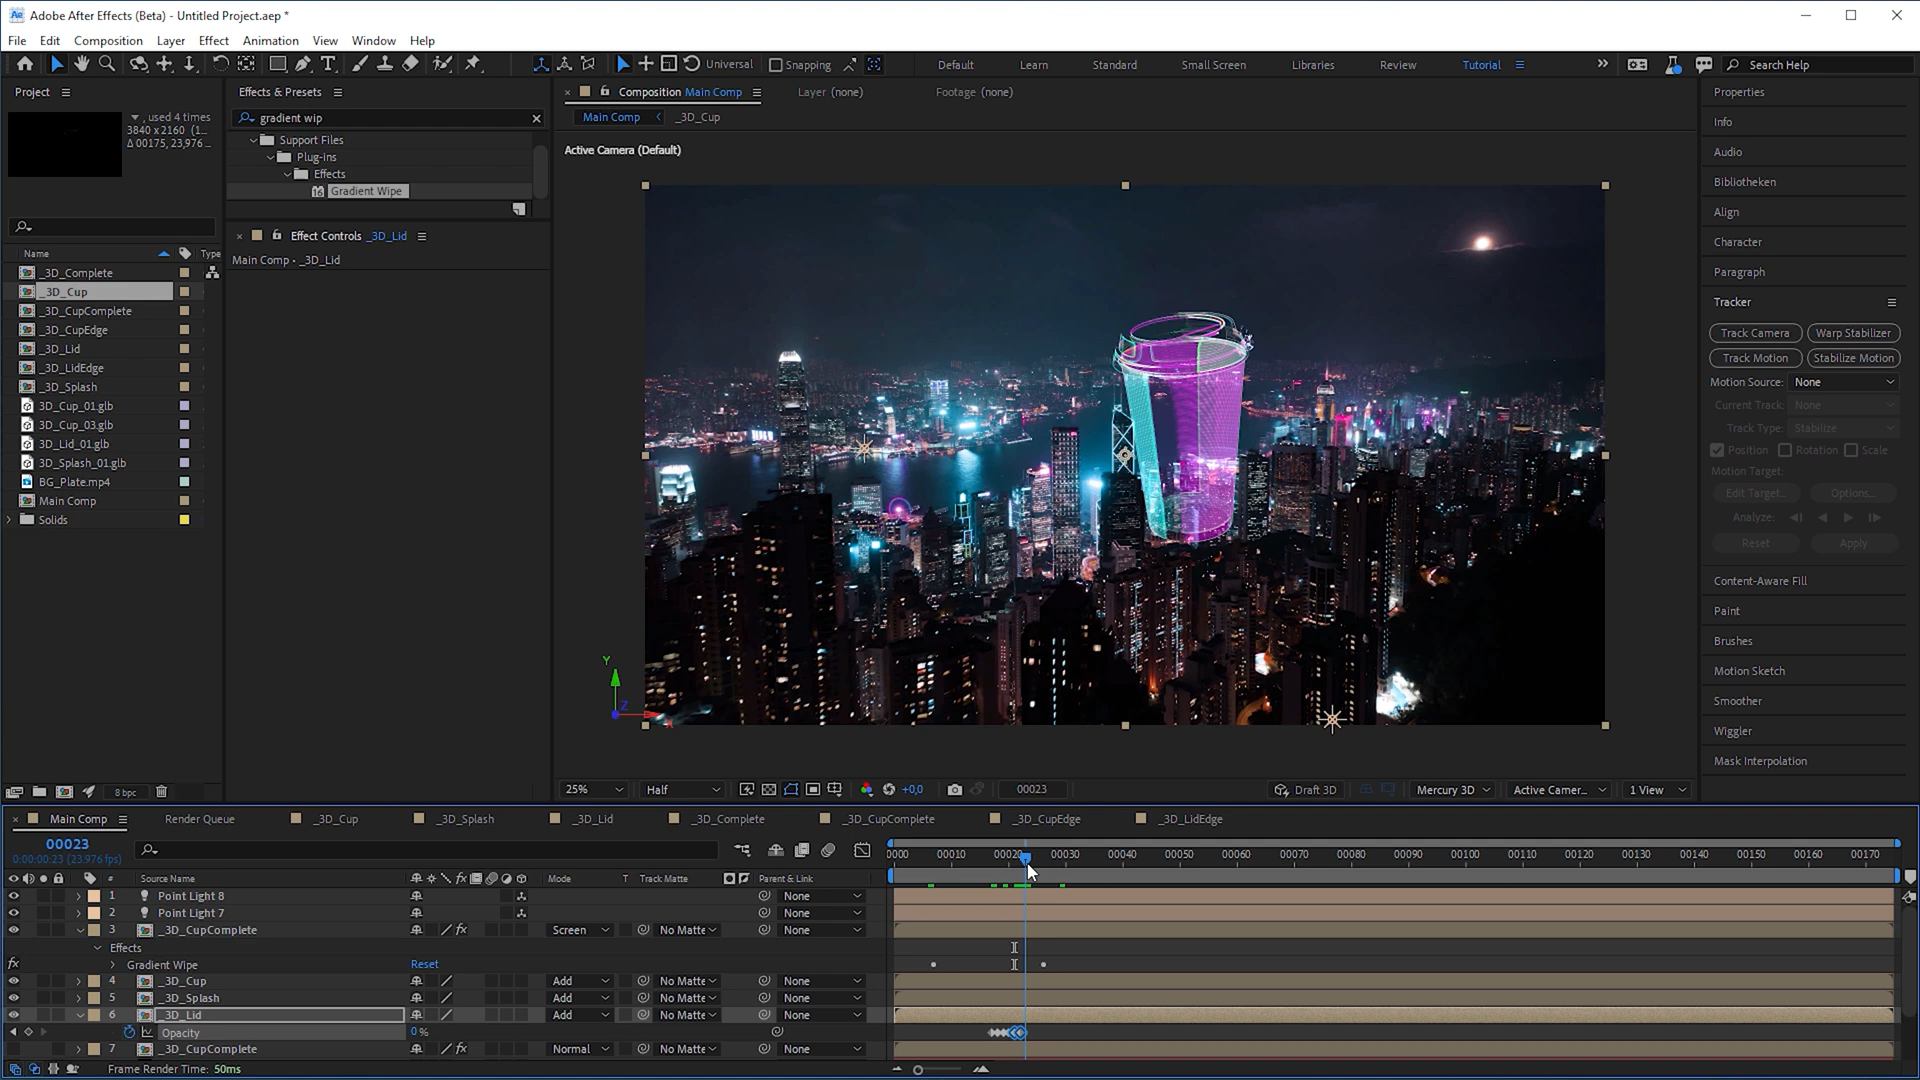 Ae Adobe After Effects (Beta) - Untitled Project.aep *
File Edit Composition Layer Effect Animation View Window Help
Universal Snapping Default Learn Standard Small Screen Libraries Review Tutorial Search Help
Project
, used 4 times
3840 x 2160 (1...
Δ 00175, 23,976 ...
Name Type
_3D_Complete
_3D_Cup
_3D_CupComplete
_3D_CupEdge
_3D_Lid
_3D_LidEdge
_3D_Splash
3D_Cup_01.glb
3D_Cup_03.glb
3D_Lid_01.glb
3D_Splash_01.glb
BG_Plate.mp4
Main Comp
Solids
8 bpc
Effects & Presets
gradient wip
Support Files
Plug-ins
Effects
Gradient Wipe
Effect Controls _3D_Lid
Main Comp • _3D_Lid
Composition Main Comp Layer (none) Footage (none)
Main Comp _3D_Cup
Active Camera (Default)
Y
Z
X
25% Half +0,0 00023 Draft 3D Mercury 3D Active Camer... 1 View
Properties
Info
Audio
Bibliotheken
Align
Character
Paragraph
Tracker
Track Camera Warp Stabilizer
Track Motion Stabilize Motion
Motion Source: None
Current Track: None
Track Type: Stabilize
Position Rotation Scale
Motion Target:
Edit Target... Options...
Analyze:
Reset Apply
Content-Aware Fill
Paint
Brushes
Motion Sketch
Smoother
Wiggler
Mask Interpolation
Main Comp Render Queue _3D_Cup _3D_Splash _3D_Lid _3D_Complete _3D_CupComplete _3D_CupEdge _3D_LidEdge
00023
0:00:00:23 (23.976 fps)
0000 00010 00020 00030 00040 00050 00060 00070 00080 00090 00100 00110 00120 00130 00140 00150 00160 00170
# Source Name Mode T Track Matte Parent & Link
1 Point Light 8 None
2 Point Light 7 None
3 _3D_CupComplete Screen No Matte None
Effects
fx Gradient Wipe Reset
4 _3D_Cup Add No Matte None
5 _3D_Splash Add No Matte None
6 _3D_Lid Add No Matte None
Opacity 0 %
7 _3D_CupComplete Normal No Matte None
Frame Render Time: 50ms